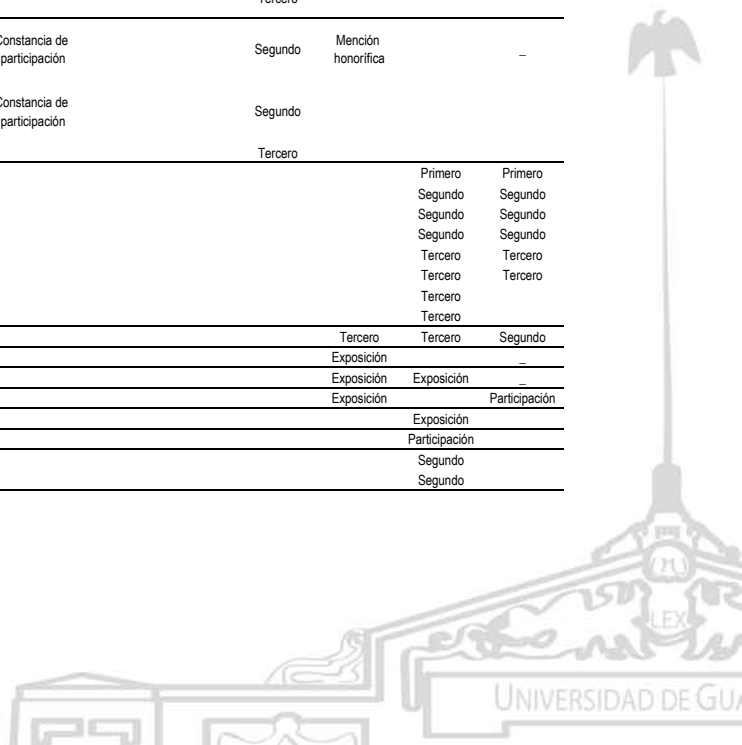 Tercero
Constancia de participación Segundo Mención honorífica _
Constancia de participación Segundo
Tercero
Primero Primero
Segundo Segundo
Segundo Segundo
Segundo Segundo
Tercero Tercero
Tercero Tercero
Tercero
Tercero
Tercero Tercero Segundo
Exposición _
Exposición Exposición _
Exposición Participación
Exposición
Participación
Segundo
Segundo
LEX
UNIVERSIDAD DE GUA